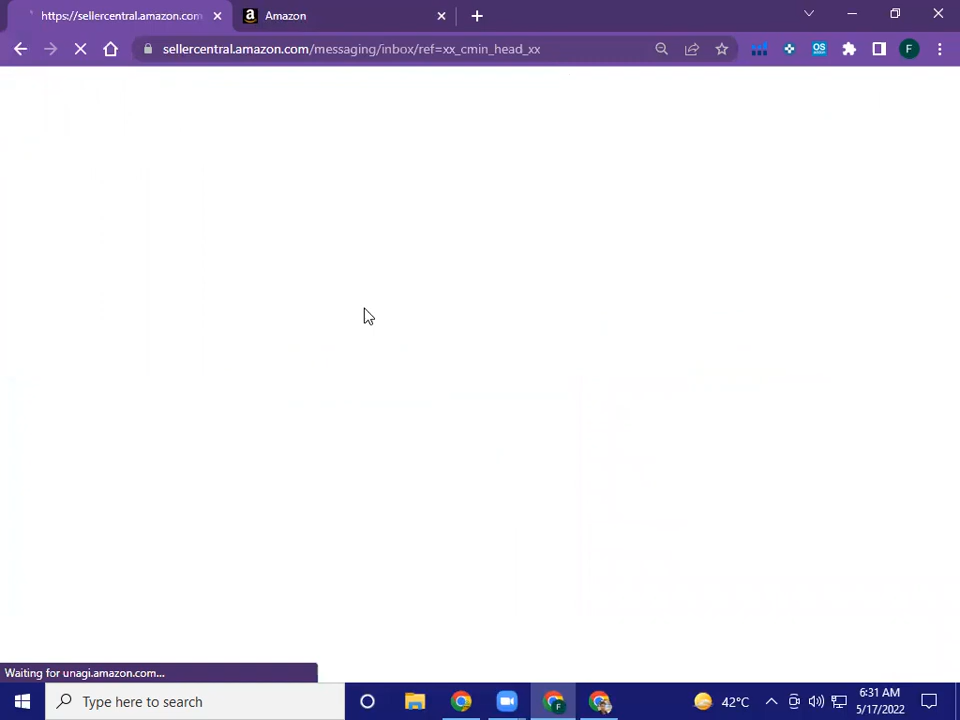 https://sellercentral.amazon.com
Amazon
sellercentral.amazon.com/messaging/inbox/ref=xx_cmin_head_xx
OS
F
Waiting for unagi.amazon.com...
Type here to search
F
42°C
6:31 AM
5/17/2022